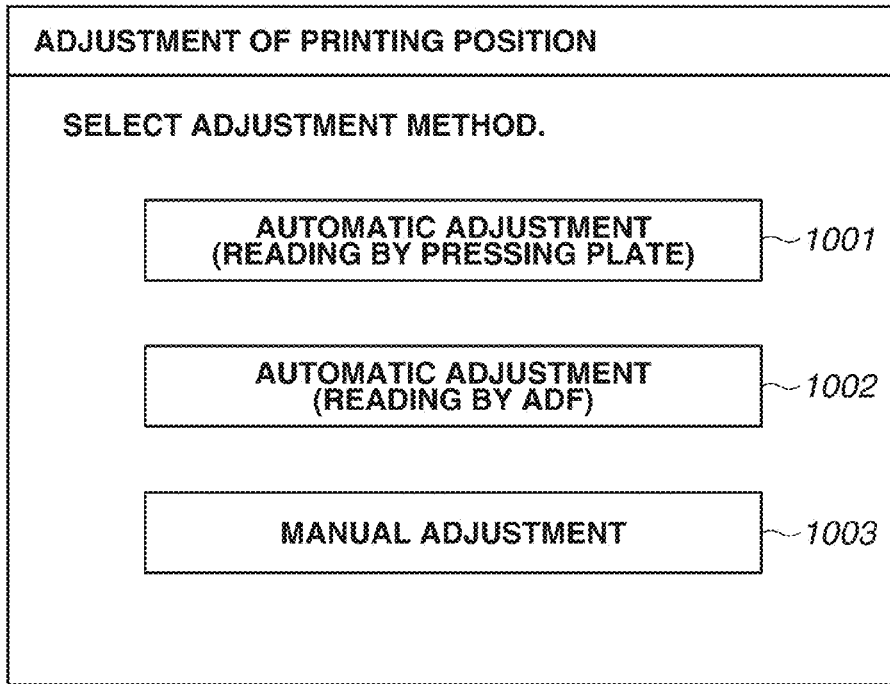 ADJUSTMENT OF PRINTING POSITION
SELECT ADJUSTMENT METHOD.
AUTOMATIC ADJUSTMENT
(READING BY PRESSING PLATE)
1001
AUTOMATIC ADJUSTMENT
(READING BY ADF)
1002
MANUAL ADJUSTMENT
1003